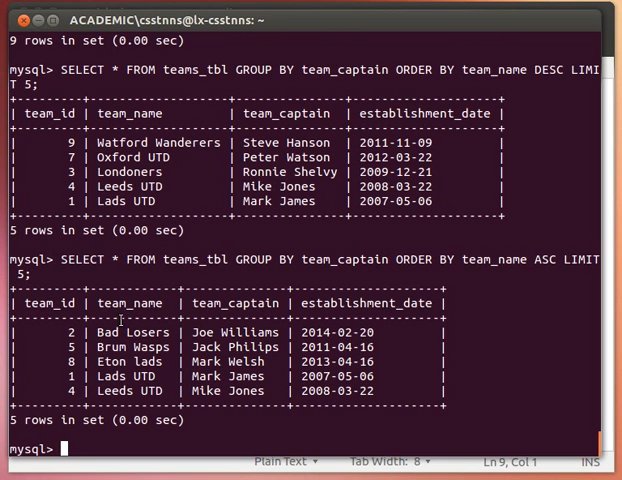 ACADEMIC\csstnns@lx-csstnns: ~
9 rows in set (0.00 sec)
mysql> SELECT * FROM teams_tbl GROUP BY team_captain ORDER BY team_name DESC LIMI
T 5;
+---------+-------------------+----------------+--------------------+
| team_id | team_name         | team_captain   | establishment_date |
+---------+-------------------+----------------+--------------------+
|       9 | Watford Wanderers | Steve Hanson   | 2011-11-09         |
|       7 | Oxford UTD        | Peter Watson   | 2012-03-22         |
|       3 | Londoners         | Ronnie Shelvy | 2009-12-21         |
|       4 | Leeds UTD         | Mike Jones     | 2008-03-22         |
|       1 | Lads UTD          | Mark James     | 2007-05-06         |
+---------+-------------------+----------------+--------------------+
5 rows in set (0.00 sec)
mysql> SELECT * FROM teams_tbl GROUP BY team_captain ORDER BY team_name ASC LIMIT
 5;
+---------+------------+--------------+--------------------+
| team_id | team_name  | team_captain | establishment_date |
+---------+------------+--------------+--------------------+
|       2 | Bad Losers | Joe Williams | 2014-02-20         |
|       5 | Brum Wasps | Jack Phillips | 2011-04-16         |
|       8 | Eton lads  | Mark Welsh   | 2013-04-16         |
|       1 | Lads UTD   | Mark James   | 2007-05-06         |
|       4 | Leeds UTD  | Mike Jones   | 2008-03-22         |
+---------+------------+--------------+--------------------+
5 rows in set (0.00 sec)
mysql>
Plain Text Tab Width: 8 Ln 9, Col 1 INS